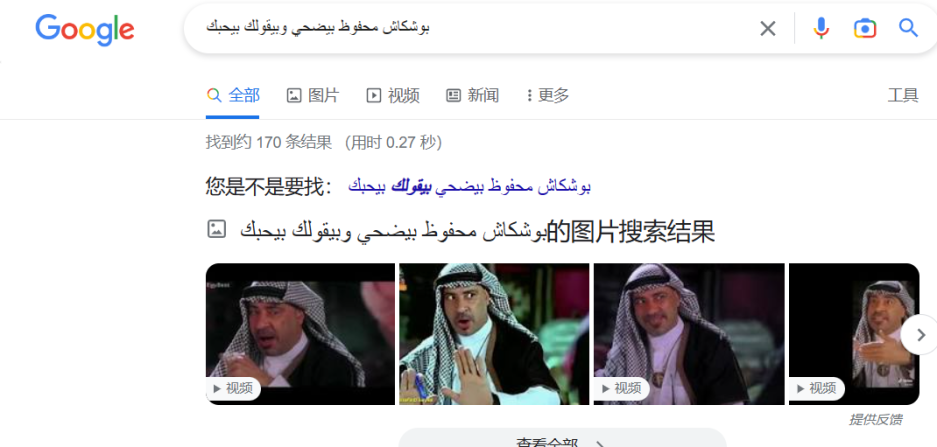 Google
بوشكاش محفوظ بيضحي وبيقولك بيحبك
全部 图片 视频 新闻 更多 工具
找到约 170 条结果 （用时 0.27 秒）
您是不是要找： بوشكاش محفوظ بيضحي بيقولك بيحبك
بوشكاش محفوظ بيضحي وبيقولك بيحبك的图片搜索结果
EgyBest
视频 视频 视频
提供反馈
查看全部